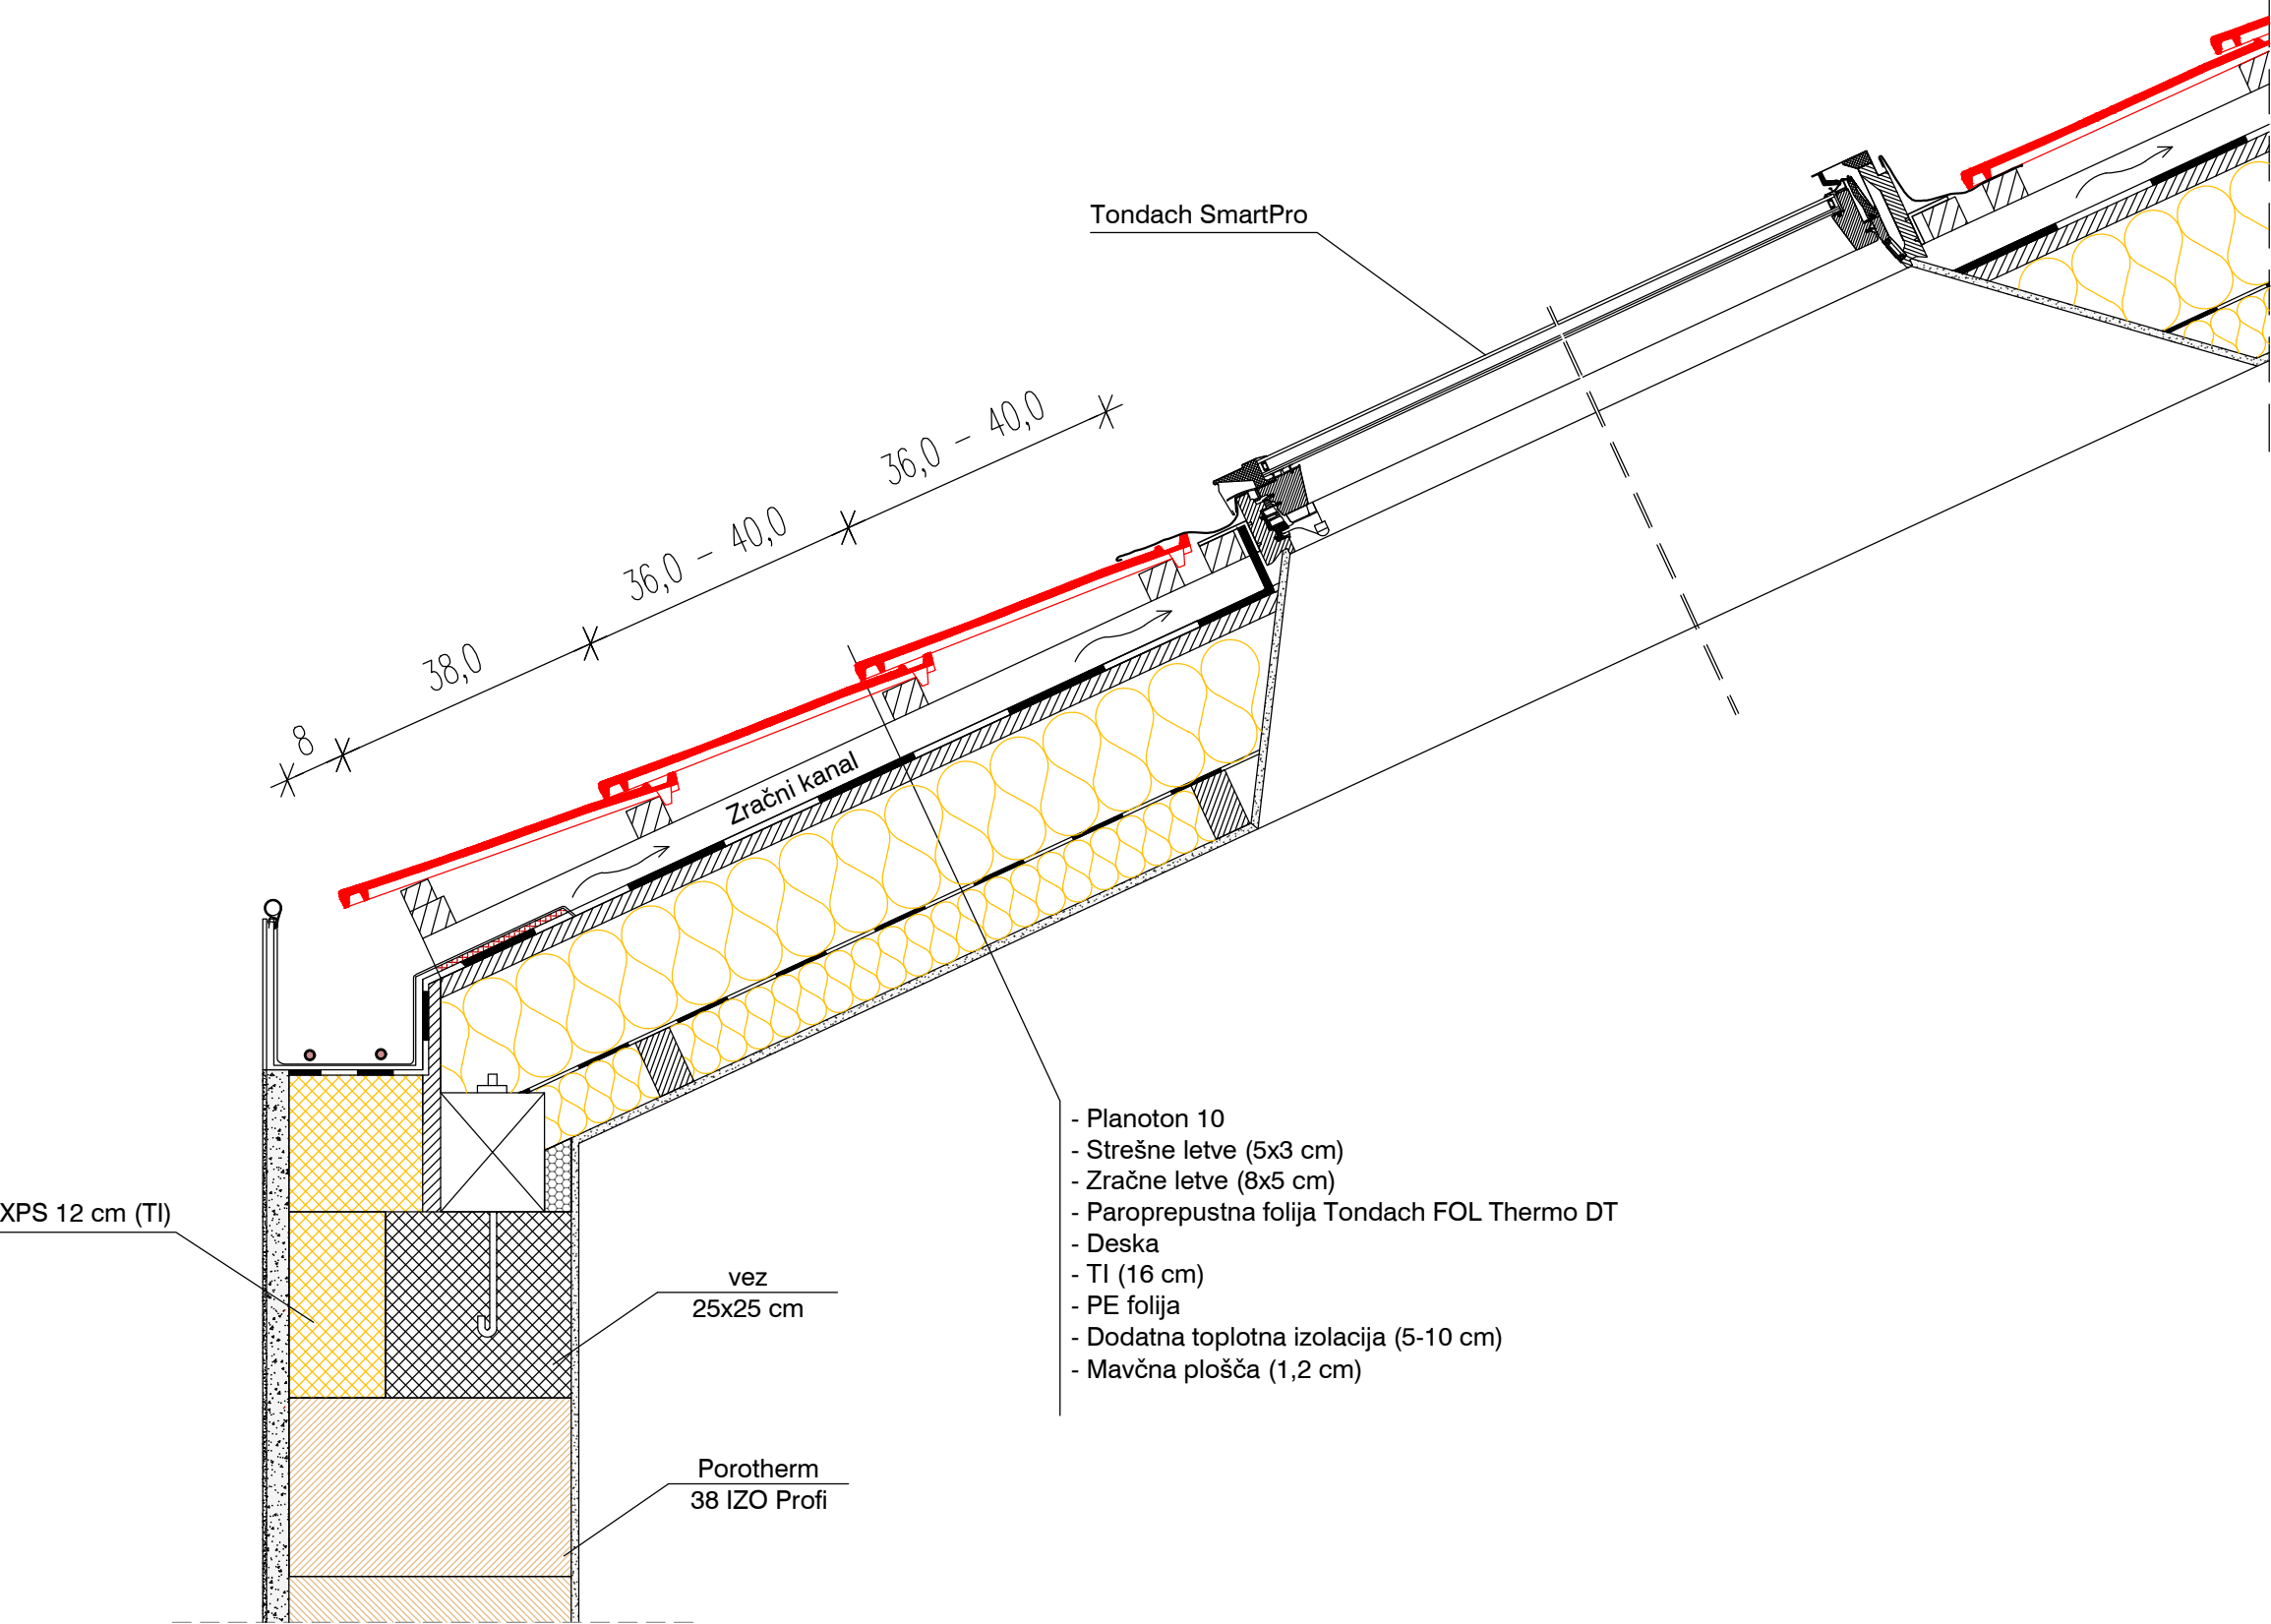 Tondach SmartPro
36,0 – 40,0
36,0 – 40,0
38,0
8
Zračni kanal
- Planoton 10
- Strešne letve (5x3 cm)
- Zračne letve (8x5 cm)
- Paroprepustna folija Tondach FOL Thermo DT
- Deska
- TI (16 cm)
- PE folija
- Dodatna toplotna izolacija (5-10 cm)
- Mavčna plošča (1,2 cm)
XPS 12 cm (TI)
vez
25x25 cm
Porotherm
38 IZO Profi